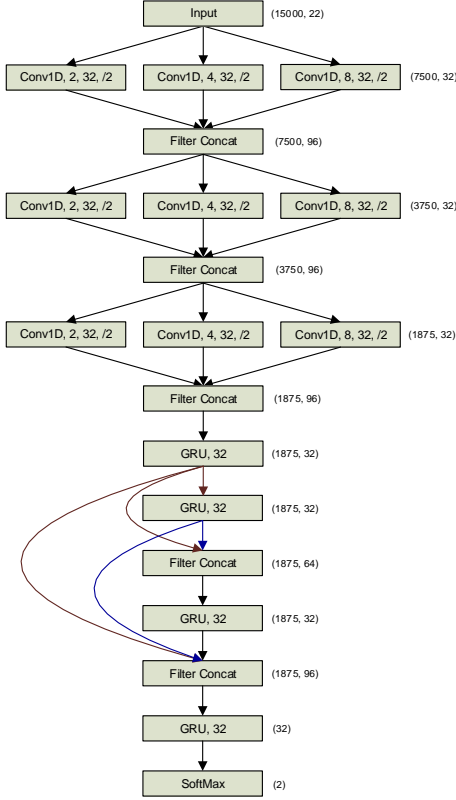 Input (15000, 22)
Conv1D, 2, 32, /2 Conv1D, 4, 32, /2 Conv1D, 8, 32, /2 (7500, 32)
Filter Concat (7500, 96)
Conv1D, 2, 32, /2 Conv1D, 4, 32, /2 Conv1D, 8, 32, /2 (3750, 32)
Filter Concat (3750, 96)
Conv1D, 2, 32, /2 Conv1D, 4, 32, /2 Conv1D, 8, 32, /2 (1875, 32)
Filter Concat (1875, 96)
GRU, 32 (1875, 32)
GRU, 32 (1875, 32)
Filter Concat (1875, 64)
GRU, 32 (1875, 32)
Filter Concat (1875, 96)
GRU, 32 (32)
SoftMax (2)